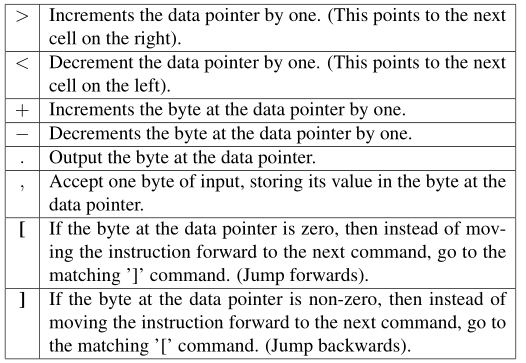 > Increments the data pointer by one. (This points to the next
cell on the right).
< Decrement the data pointer by one. (This points to the next
cell on the left).
+ Increments the byte at the data pointer by one.
− Decrements the byte at the data pointer by one.
. Output the byte at the data pointer.
, Accept one byte of input, storing its value in the byte at the
data pointer.
[ If the byte at the data pointer is zero, then instead of mov-
ing the instruction forward to the next command, go to the
matching ’]’ command. (Jump forwards).
] If the byte at the data pointer is non-zero, then instead of
moving the instruction forward to the next command, go to
the matching ’[’ command. (Jump backwards).